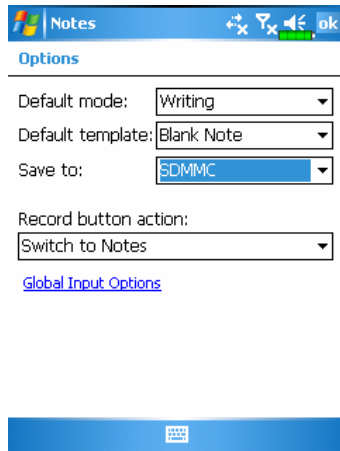 Notes ok
Options
Default mode: Writing
Default template: Blank Note
Save to: SDMMC
Record button action:
Switch to Notes
Global Input Options